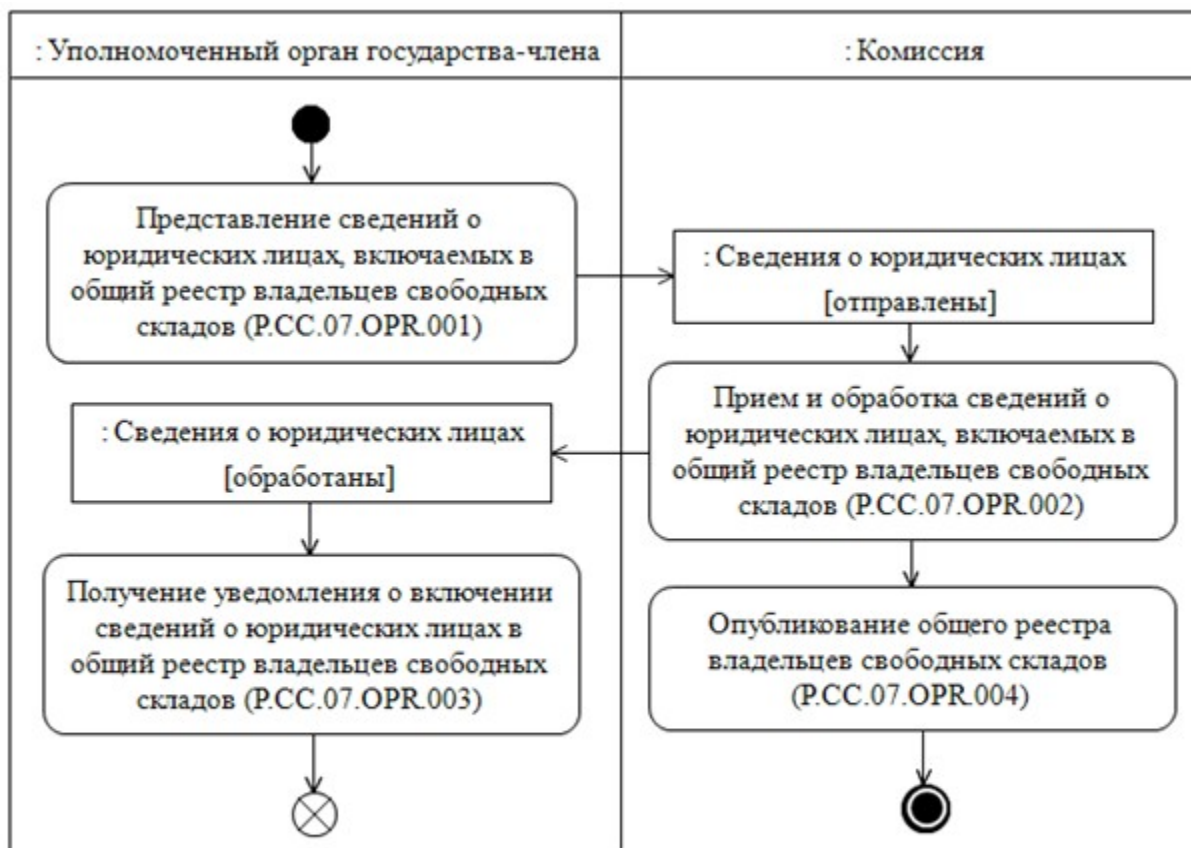 : Уполномоченный орган государства-члена
: Комиссия
Представление сведений о
юридических лицах, включаемых в
общий реестр владельцев свободных
складов (P.CC.07.OPR.001)
: Сведения о юридических лицах
[отправлены]
Прием и обработка сведений о
юридических лицах, включаемых в
общий реестр владельцев свободных
складов (P.CC.07.OPR.002)
: Сведения о юридических лицах
[обработаны]
Получение уведомления о включении
сведений о юридических лицах в
общий реестр владельцев свободных
складов (P.CC.07.OPR.003)
Опубликование общего реестра
владельцев свободных складов
(P.CC.07.OPR.004)